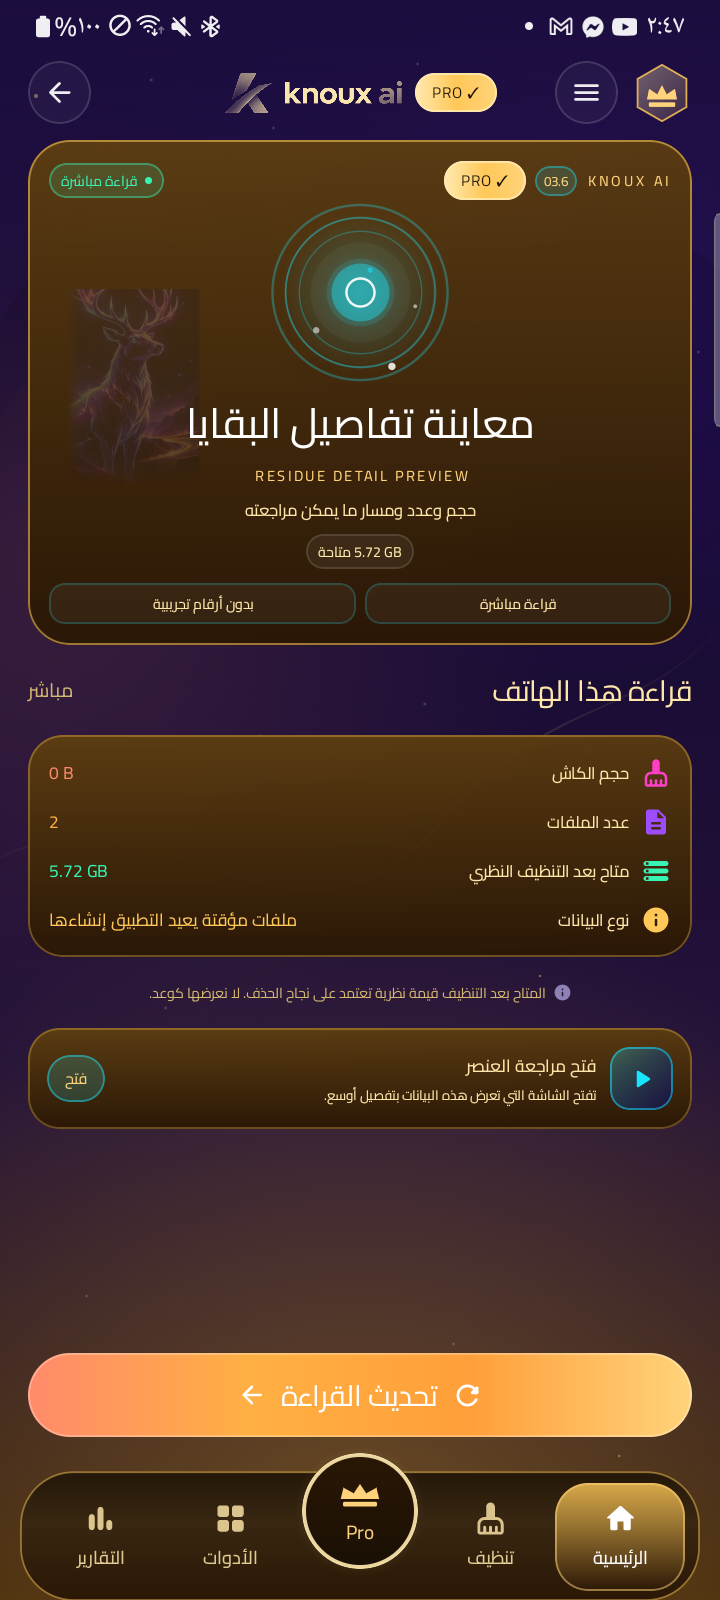 ٢:٤٧
%١٠٠
knoux ai PRO ✓
KNOUX AI 03.6 PRO ✓
قراءة مباشرة
معاينة تفاصيل البقايا
RESIDUE DETAIL PREVIEW
حجم وعدد ومسار ما يمكن مراجعته
5.72 GB متاحة
قراءة مباشرة
بدون أرقام تجريبية
قراءة هذا الهاتف
مباشر
حجم الكاش 0 B
عدد الملفات 2
متاح بعد التنظيف النظري 5.72 GB
نوع البيانات ملفات مؤقتة يعيد التطبيق إنشاءها
المتاح بعد التنظيف قيمة نظرية تعتمد على نجاح الحذف. لا نعرضها كوعد.
فتح مراجعة العنصر
تفتح الشاشة التي تعرض هذه البيانات بتفصيل أوسع.
فتح
تحديث القراءة
الرئيسية
تنظيف
Pro
الأدوات
التقارير